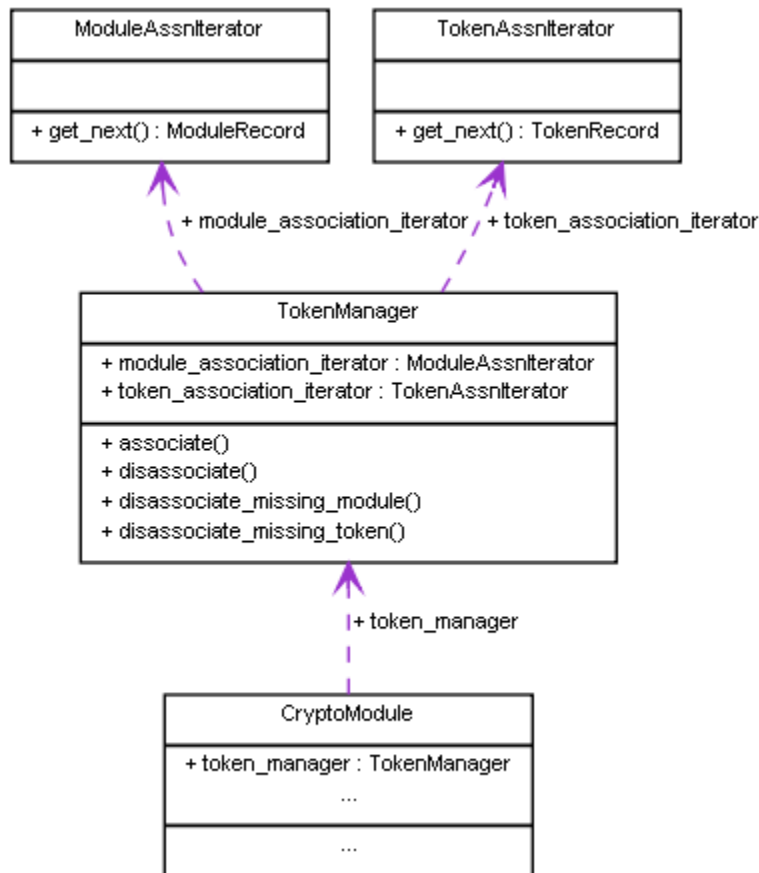 ModuleAssnIterator
+ get_next() : ModuleRecord
TokenAssnIterator
+ get_next() : TokenRecord
+ module_association_iterator
+ token_association_iterator
TokenManager
+ module_association_iterator : ModuleAssnIterator
+ token_association_iterator : TokenAssnIterator
+ associate()
+ disassociate()
+ disassociate_missing_module()
+ disassociate_missing_token()
+ token_manager
CryptoModule
+ token_manager : TokenManager
...
...